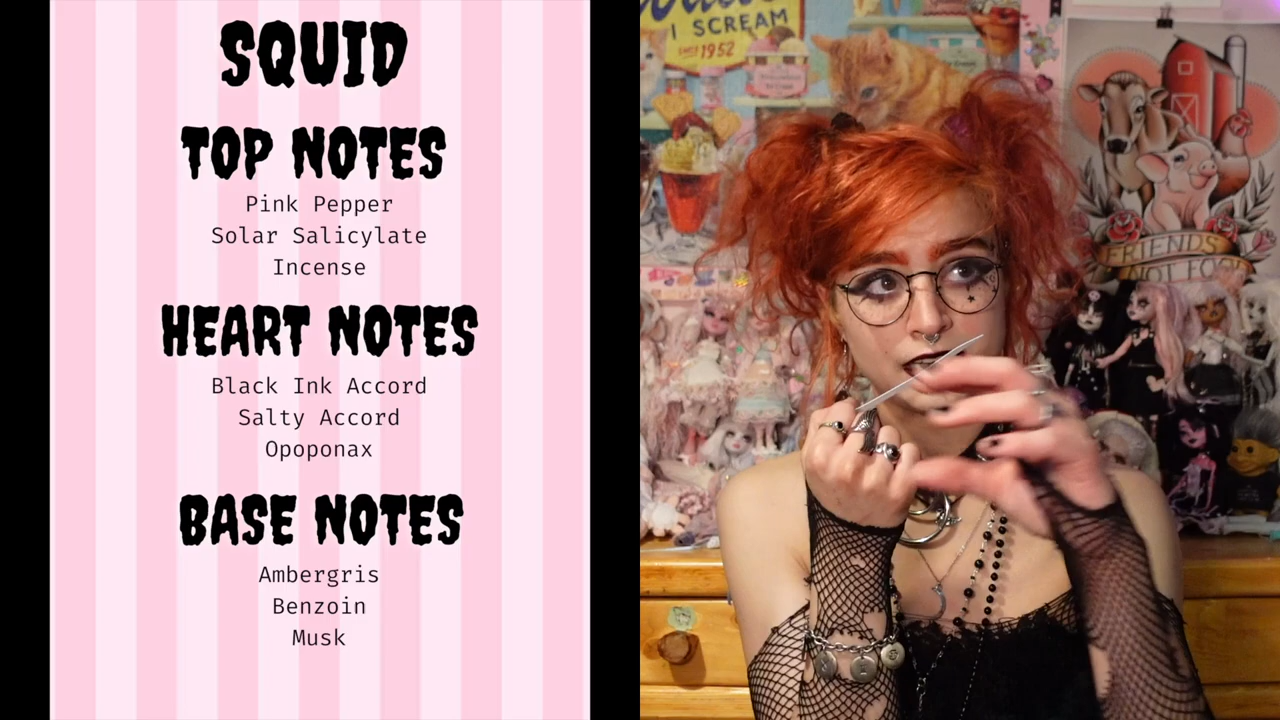 SQUID
TOP NOTES
Pink Pepper
Solar Salicylate
Incense
HEART NOTES
Black Ink Accord
Salty Accord
Opoponax
BASE NOTES
Ambergris
Benzoin
Musk
I SCREAM
SINCE 1952
FRIENDS
NOT FOOD